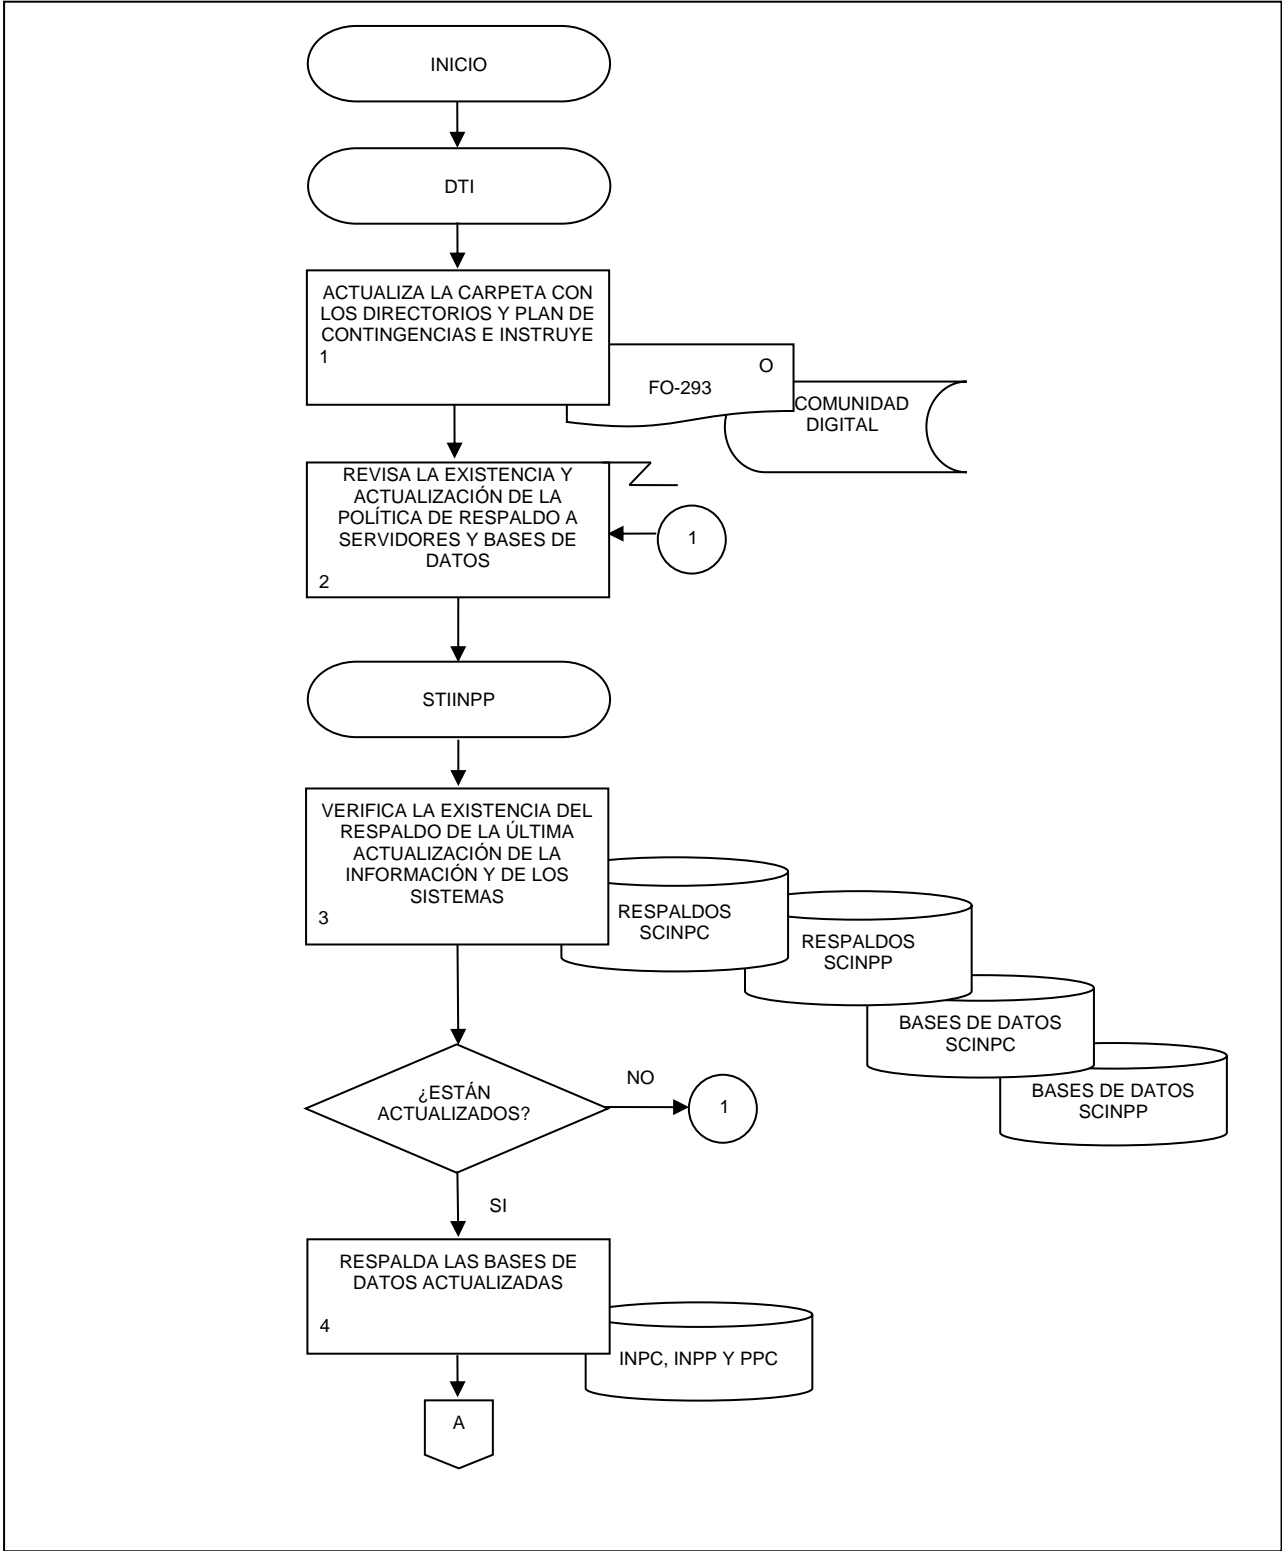 INICIO
DTI
ACTUALIZA LA CARPETA CON
LOS DIRECTORIOS Y PLAN DE
CONTINGENCIAS E INSTRUYE
1
O
FO-293
COMUNIDAD
DIGITAL
REVISA LA EXISTENCIA Y
ACTUALIZACIÓN DE LA
POLÍTICA DE RESPALDO A
SERVIDORES Y BASES DE
DATOS
2
1
STIINPP
VERIFICA LA EXISTENCIA DEL
RESPALDO DE LA ÚLTIMA
ACTUALIZACIÓN DE LA
INFORMACIÓN Y DE LOS
SISTEMAS
3
RESPALDOS
SCINPC
RESPALDOS
SCINPP
BASES DE DATOS
SCINPC
BASES DE DATOS
SCINPP
¿ESTÁN
ACTUALIZADOS?
NO
1
SI
RESPALDA LAS BASES DE
DATOS ACTUALIZADAS
4
INPC, INPP Y PPC
A